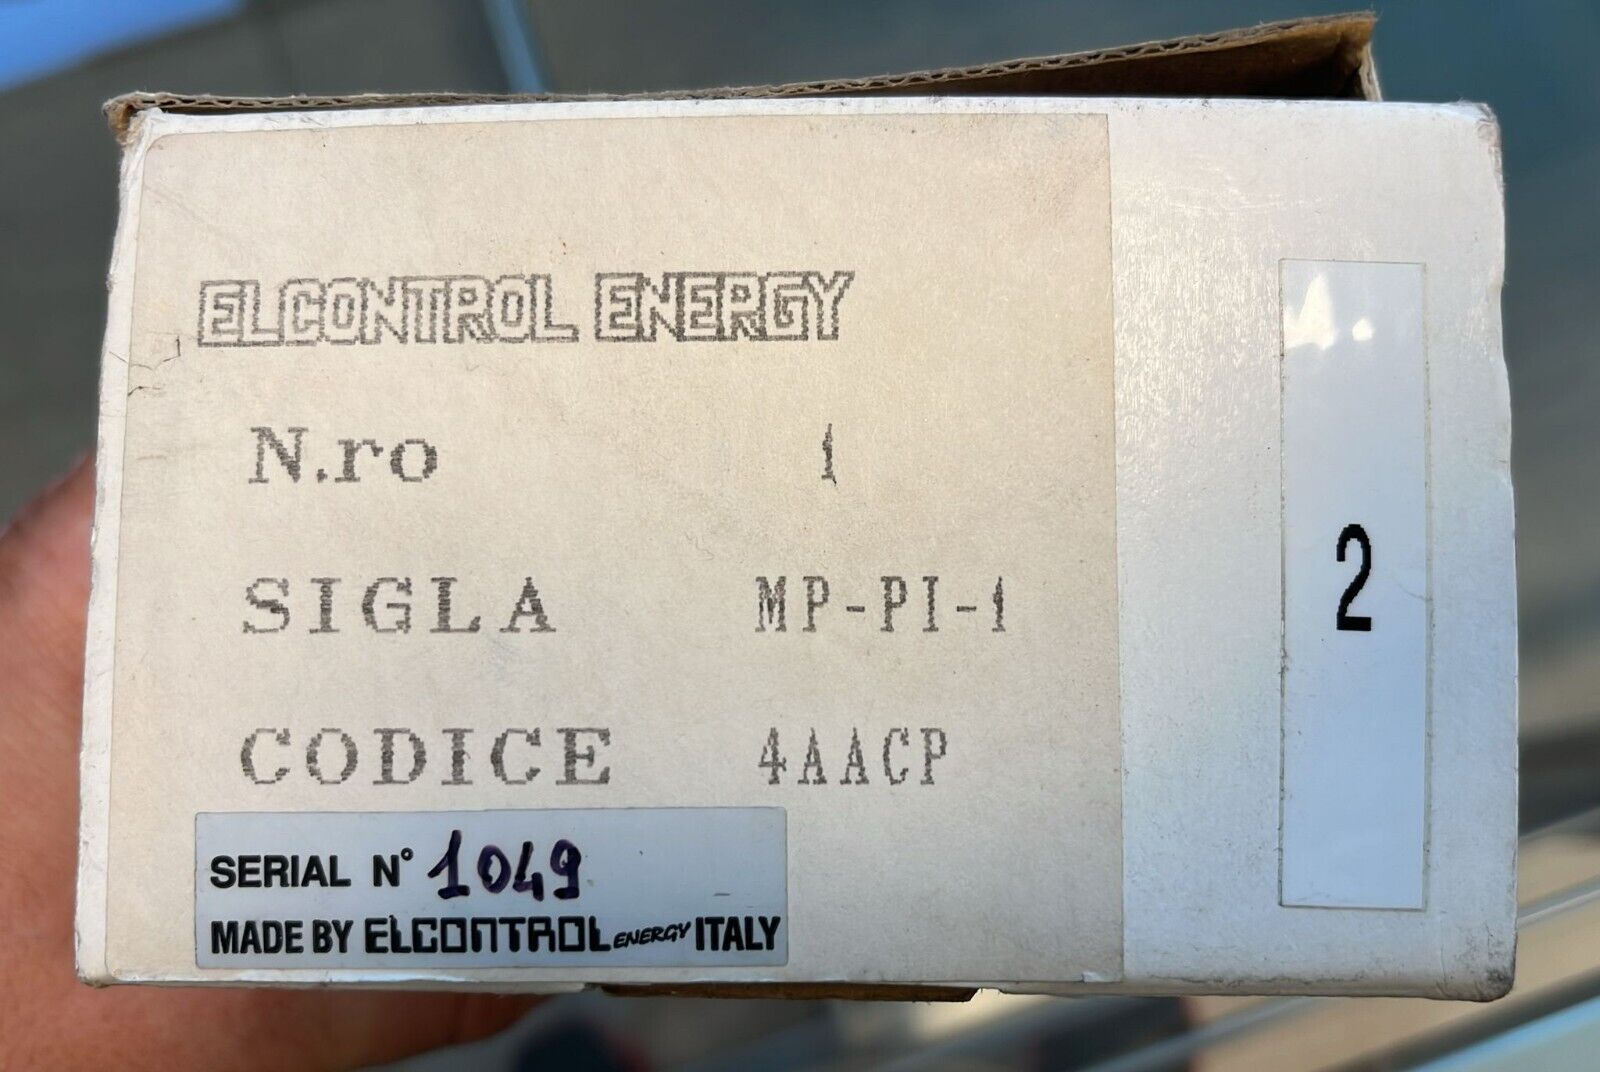 ELCONTROL ENERGY
N.ro 1
SIGLA MP-PI-1
CODICE 4AACP
SERIAL N° 1049
MADE BY ELCONTROL ENERGY ITALY
2